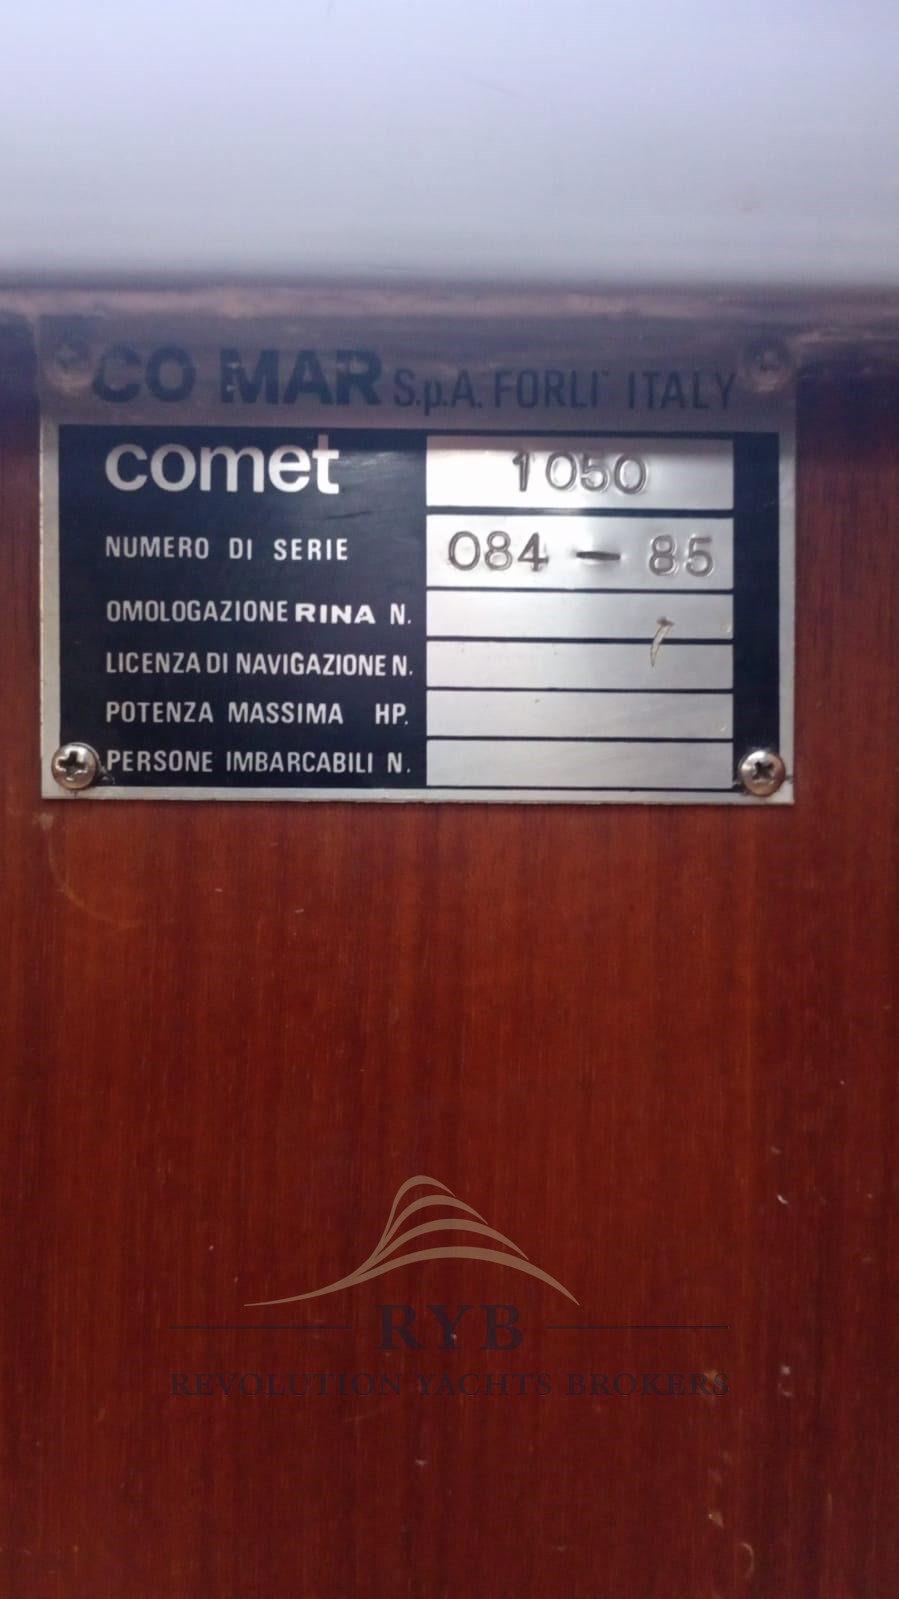 CO MAR S.p.A. FORLI' ITALY
comet 1050
NUMERO DI SERIE 084 - 85
OMOLOGAZIONE RINA N.
LICENZA DI NAVIGAZIONE N.
POTENZA MASSIMA HP.
PERSONE IMBARCABILI N.
RYB
REVOLUTION YACHTS BROKERS